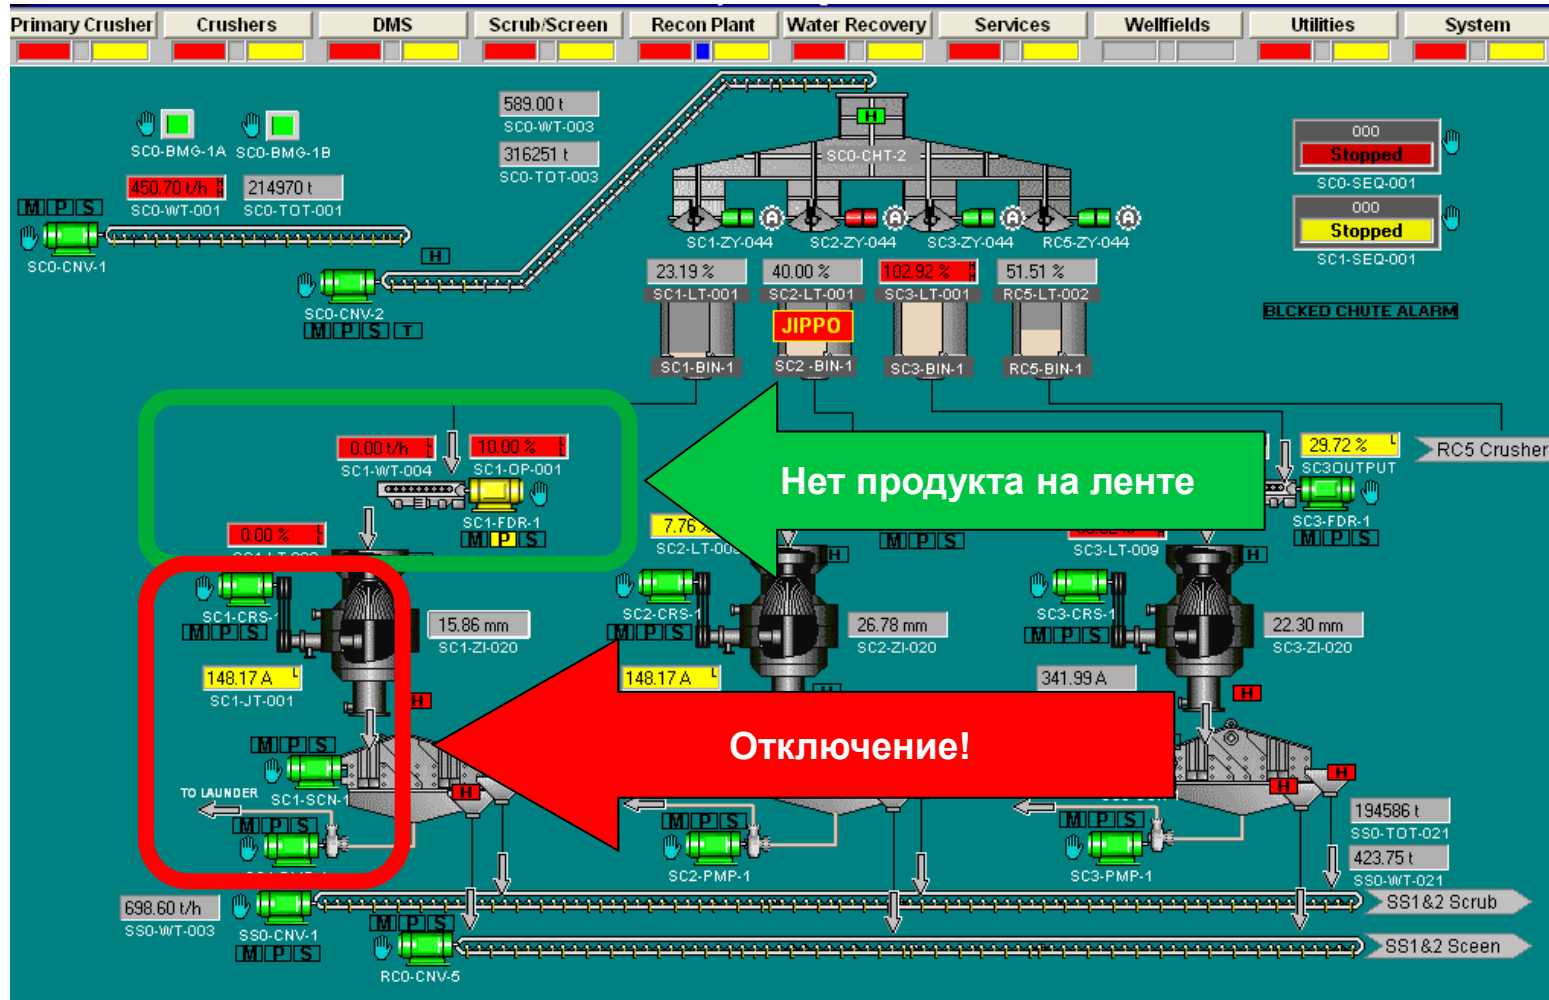 Primary Crusher Crushers DMS Scrub/Screen Recon Plant Water Recovery Services Wellfields Utilities System
589.00 t
SC0-WT-003
316251 t
SC0-TOT-003
SC0-BMG-1A SC0-BMG-1B
450.70 t/h 214970 t
SC0-WT-001 SC0-TOT-001
M P S
SC0-CNV-1
H
SC0-CNV-2
M P S T
H
SC0-CHT-2
A A A A
SC1-ZY-044 SC2-ZY-044 SC3-ZY-044 RC5-ZY-044
23.19 % 40.00 % 102.92 % 51.51 %
SC1-LT-001 SC2-LT-001 SC3-LT-001 RC5-LT-002
JIPPO
SC1-BIN-1 SC2 -BIN-1 SC3-BIN-1 RC5-BIN-1
000
Stopped
SC0-SEQ-001
000
Stopped
SC1-SEQ-001
BLCKED CHUTE ALARM
0.00 t/h L 10.00 % L
SC1-WT-004 SC1-OP-001
SC1-FDR-1
M P S
0.00 %
Нет продукта на ленте
29.72 % L
SC3OUTPUT
RC5 Crusher
SC3-FDR-1
M P S
7.76 %
M P S
SC3-LT-009
H
H
SC1-CRS-1
M P S
15.86 mm
SC1-ZI-020
148.17 A L
SC1-JT-001
H
SC2-CRS-1
M P S
26.78 mm
SC2-ZI-020
148.17 A L
SC3-CRS-1
M P S
22.30 mm
SC3-ZI-020
341.99 A
H
Отключение!
M P S
SC1-SCN-1
H
H
H
TO LAUNDER
M P S
M P S
SC2-PMP-1
M P S
SC3-PMP-1
194586 t
SS0-TOT-021
423.75 t
SS0-WT-021
698.60 t/h
SS0-WT-003
SS0-CNV-1
M P S
SS1&2 Scrub
M P S
RC0-CNV-5
SS1&2 Sceen